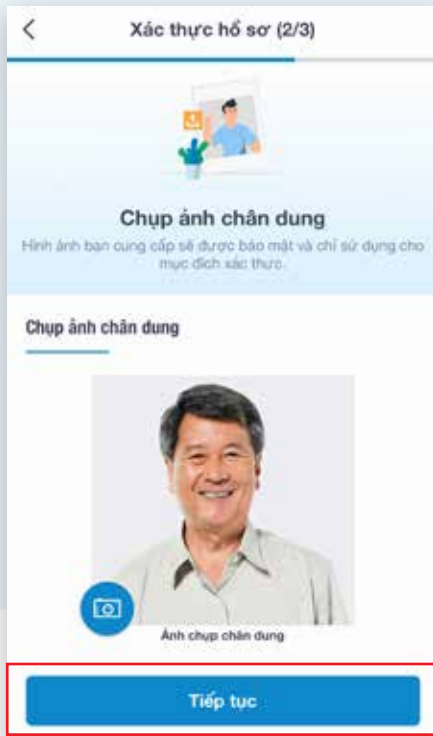 Xác thực hồ sơ (2/3)
Chụp ảnh chân dung
Hình ảnh bạn cung cấp sẽ được bảo mật và chỉ sử dụng cho
mục đích xác thực.
Chụp ảnh chân dung
Ảnh chụp chân dung
Tiếp tục